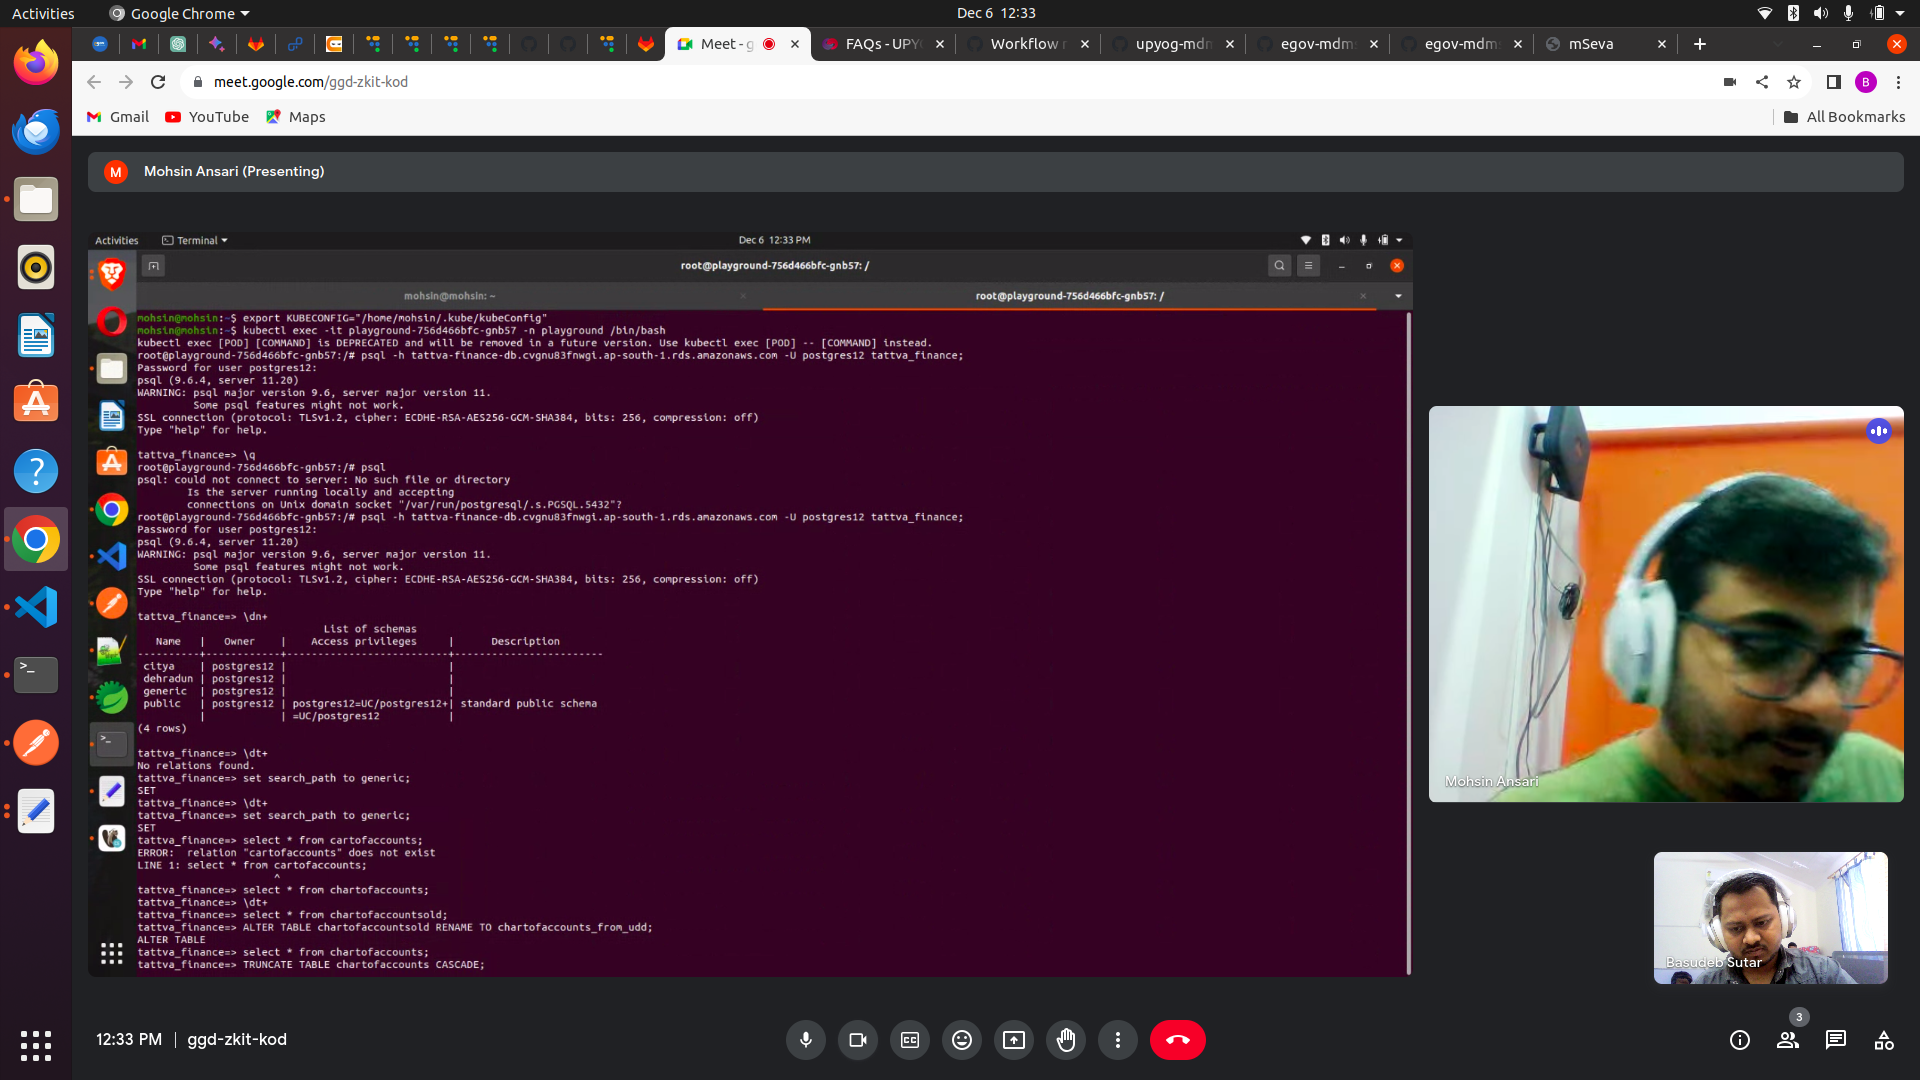 Activities
Google Chrome
Dec 6 12:33
Meet - g
FAQs - UPY
Workflow r
upyog-mdm
egov-mdm
egov-mdm
mSeva
meet.google.com/ggd-zkit-kod
B
Gmail
YouTube
Maps
All Bookmarks
M
Mohsin Ansari (Presenting)
Activities
Terminal
Dec 6 12:33 PM
root@playground-756d466bfc-gnb57: /
mohsin@mohsin: ~
root@playground-756d466bfc-gnb57: /
mohsin@mohsin:~$ export KUBECONFIG="/home/mohsin/.kube/kubeConfig"
mohsin@mohsin:~$ kubectl exec -it playground-756d466bfc-gnb57 -n playground /bin/bash
kubectl exec [POD] [COMMAND] is DEPRECATED and will be removed in a future version. Use kubectl exec [POD] -- [COMMAND] instead.
root@playground-756d466bfc-gnb57:/# psql -h tattva-finance-db.cvgnu83fnwgi.ap-south-1.rds.amazonaws.com -U postgres12 tattva_finance;
Password for user postgres12:
psql (9.6.4, server 11.20)
WARNING: psql major version 9.6, server major version 11.
Some psql features might not work.
SSL connection (protocol: TLSv1.2, cipher: ECDHE-RSA-AES256-GCM-SHA384, bits: 256, compression: off)
Type "help" for help.
tattva_finance=> \q
root@playground-756d466bfc-gnb57:/# psql
psql: could not connect to server: No such file or directory
Is the server running locally and accepting
connections on Unix domain socket "/var/run/postgresql/.s.PGSQL.5432"?
root@playground-756d466bfc-gnb57:/# psql -h tattva-finance-db.cvgnu83fnwgi.ap-south-1.rds.amazonaws.com -U postgres12 tattva_finance;
Password for user postgres12:
psql (9.6.4, server 11.20)
WARNING: psql major version 9.6, server major version 11.
Some psql features might not work.
SSL connection (protocol: TLSv1.2, cipher: ECDHE-RSA-AES256-GCM-SHA384, bits: 256, compression: off)
Type "help" for help.
tattva_finance=> \dn+
List of schemas
Name | Owner | Access privileges | Description
----------+------------+--------------------------+------------------------
citya | postgres12 | |
dehradun | postgres12 | |
generic | postgres12 | |
public | postgres12 | postgres12=UC/postgres12+| standard public schema
| | =UC/postgres12 |
(4 rows)
tattva_finance=> \dt+
No relations found.
tattva_finance=> set search_path to generic;
SET
tattva_finance=> \dt+
tattva_finance=> set search_path to generic;
SET
tattva_finance=> select * from cartofaccounts;
ERROR: relation "cartofaccounts" does not exist
LINE 1: select * from cartofaccounts;
^
tattva_finance=> select * from chartofaccounts;
tattva_finance=> \dt+
tattva_finance=> select * from chartofaccountsold;
tattva_finance=> ALTER TABLE chartofaccountsold RENAME TO chartofaccounts_from_udd;
ALTER TABLE
tattva_finance=> select * from chartofaccounts;
tattva_finance=> TRUNCATE TABLE chartofaccounts CASCADE;
Mohsin Ansari
Basudeb Sutar
12:33 PM | ggd-zkit-kod
3